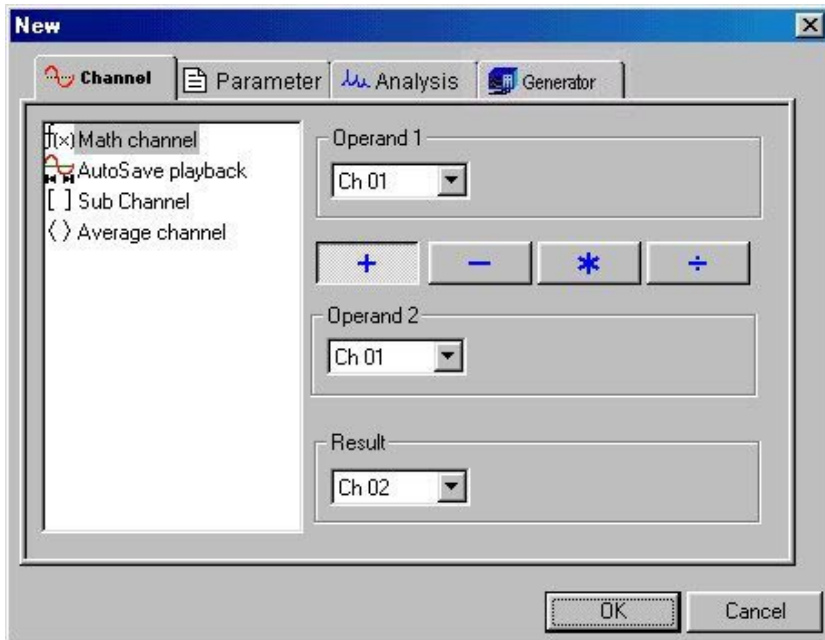 New
Channel Parameter Analysis Generator
f(x) Math channel
AutoSave playback
[ ] Sub Channel
⟨ ⟩ Average channel
Operand 1
Ch 01
+ − * ÷
Operand 2
Ch 01
Result
Ch 02
OK Cancel